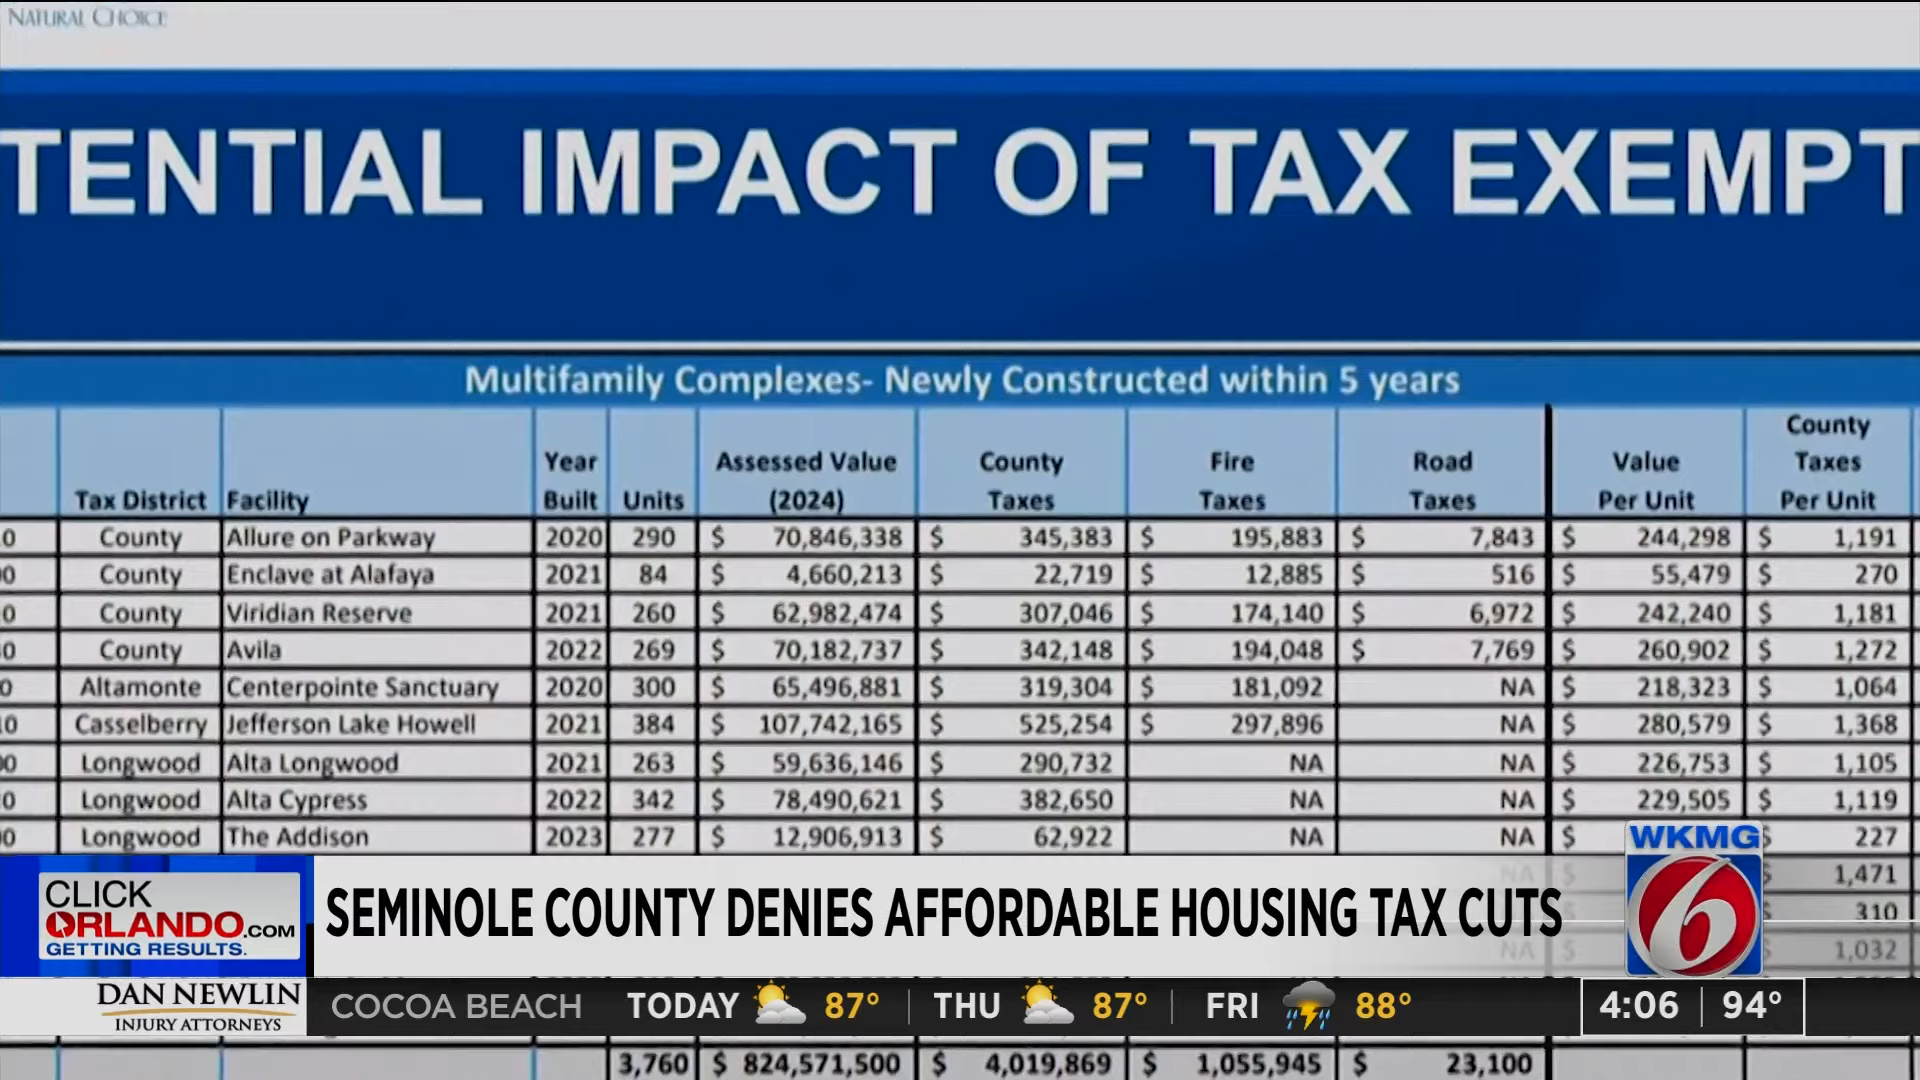 NATURAL CHOICE
TENTIAL IMPACT OF TAX EXEMPT
Multifamily Complexes- Newly Constructed within 5 years
Tax District Facility Year Built Units Assessed Value (2024) County Taxes Fire Taxes Road Taxes Value Per Unit County Taxes Per Unit
0 County Allure on Parkway 2020 290 $ 70,846,338 $ 345,383 $ 195,883 $ 7,843 $ 244,298 $ 1,191
00 County Enclave at Alafaya 2021 84 $ 4,660,213 $ 22,719 $ 12,885 $ 516 $ 55,479 $ 270
0 County Viridian Reserve 2021 260 $ 62,982,474 $ 307,046 $ 174,140 $ 6,972 $ 242,240 $ 1,181
0 County Avila 2022 269 $ 70,182,737 $ 342,148 $ 194,048 $ 7,769 $ 260,902 $ 1,272
0 Altamonte Centerpointe Sanctuary 2020 300 $ 65,496,881 $ 319,304 $ 181,092 NA $ 218,323 $ 1,064
0 Casselberry Jefferson Lake Howell 2021 384 $ 107,742,165 $ 525,254 $ 297,896 NA $ 280,579 $ 1,368
00 Longwood Alta Longwood 2021 263 $ 59,636,146 $ 290,732 NA NA $ 226,753 $ 1,105
0 Longwood Alta Cypress 2022 342 $ 78,490,621 $ 382,650 NA NA $ 229,505 $ 1,119
00 Longwood The Addison 2023 277 $ 12,906,913 $ 62,922 NA NA $ $ 227
NA $ $ 1,471
$ $ 310
NA $ $ 1,032
CLICK
ORLANDO.COM
GETTING RESULTS.
SEMINOLE COUNTY DENIES AFFORDABLE HOUSING TAX CUTS
WKMG
6
DAN NEWLIN
INJURY ATTORNEYS
COCOA BEACH TODAY 87° THU 87° FRI 88°
4:06 94°
3,760 $ 824,571,500 $ 4,019,869 $ 1,055,945 $ 23,100